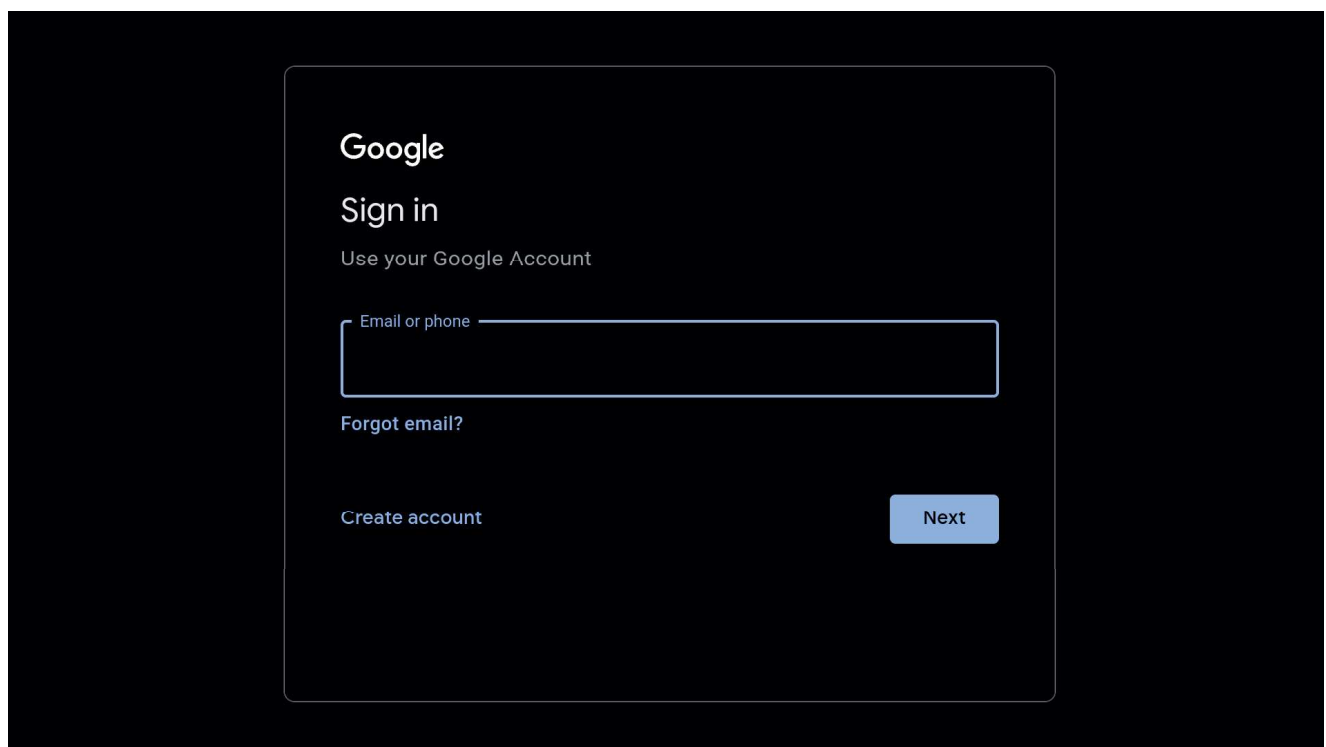 Google
Sign in
Use your Google Account
Email or phone
Forgot email?
Create account
Next